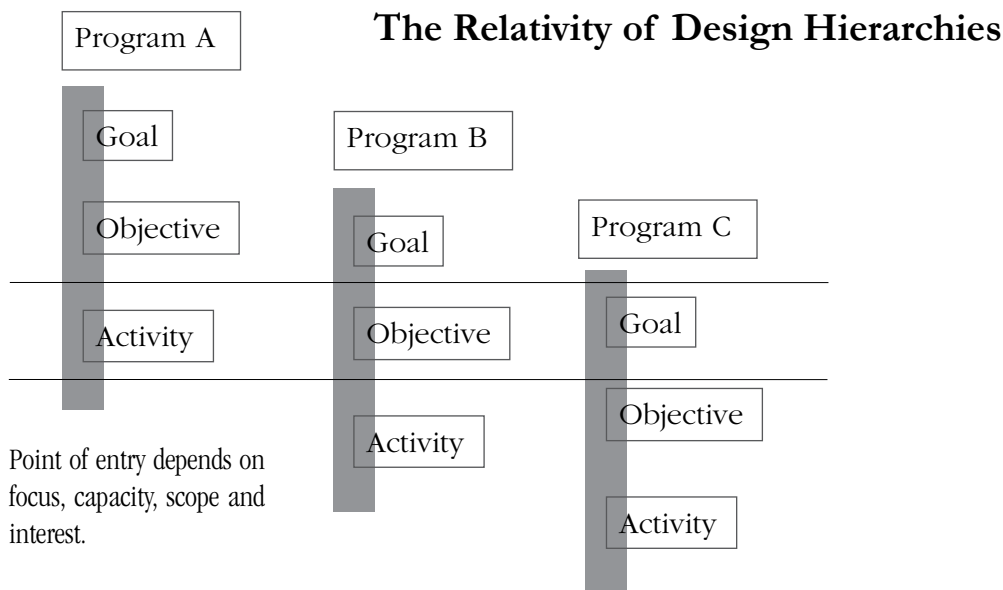 The Relativity of Design Hierarchies
Program A
Goal
Objective
Activity
Program B
Goal
Objective
Activity
Program C
Goal
Objective
Activity
Point of entry depends on
focus, capacity, scope and
interest.